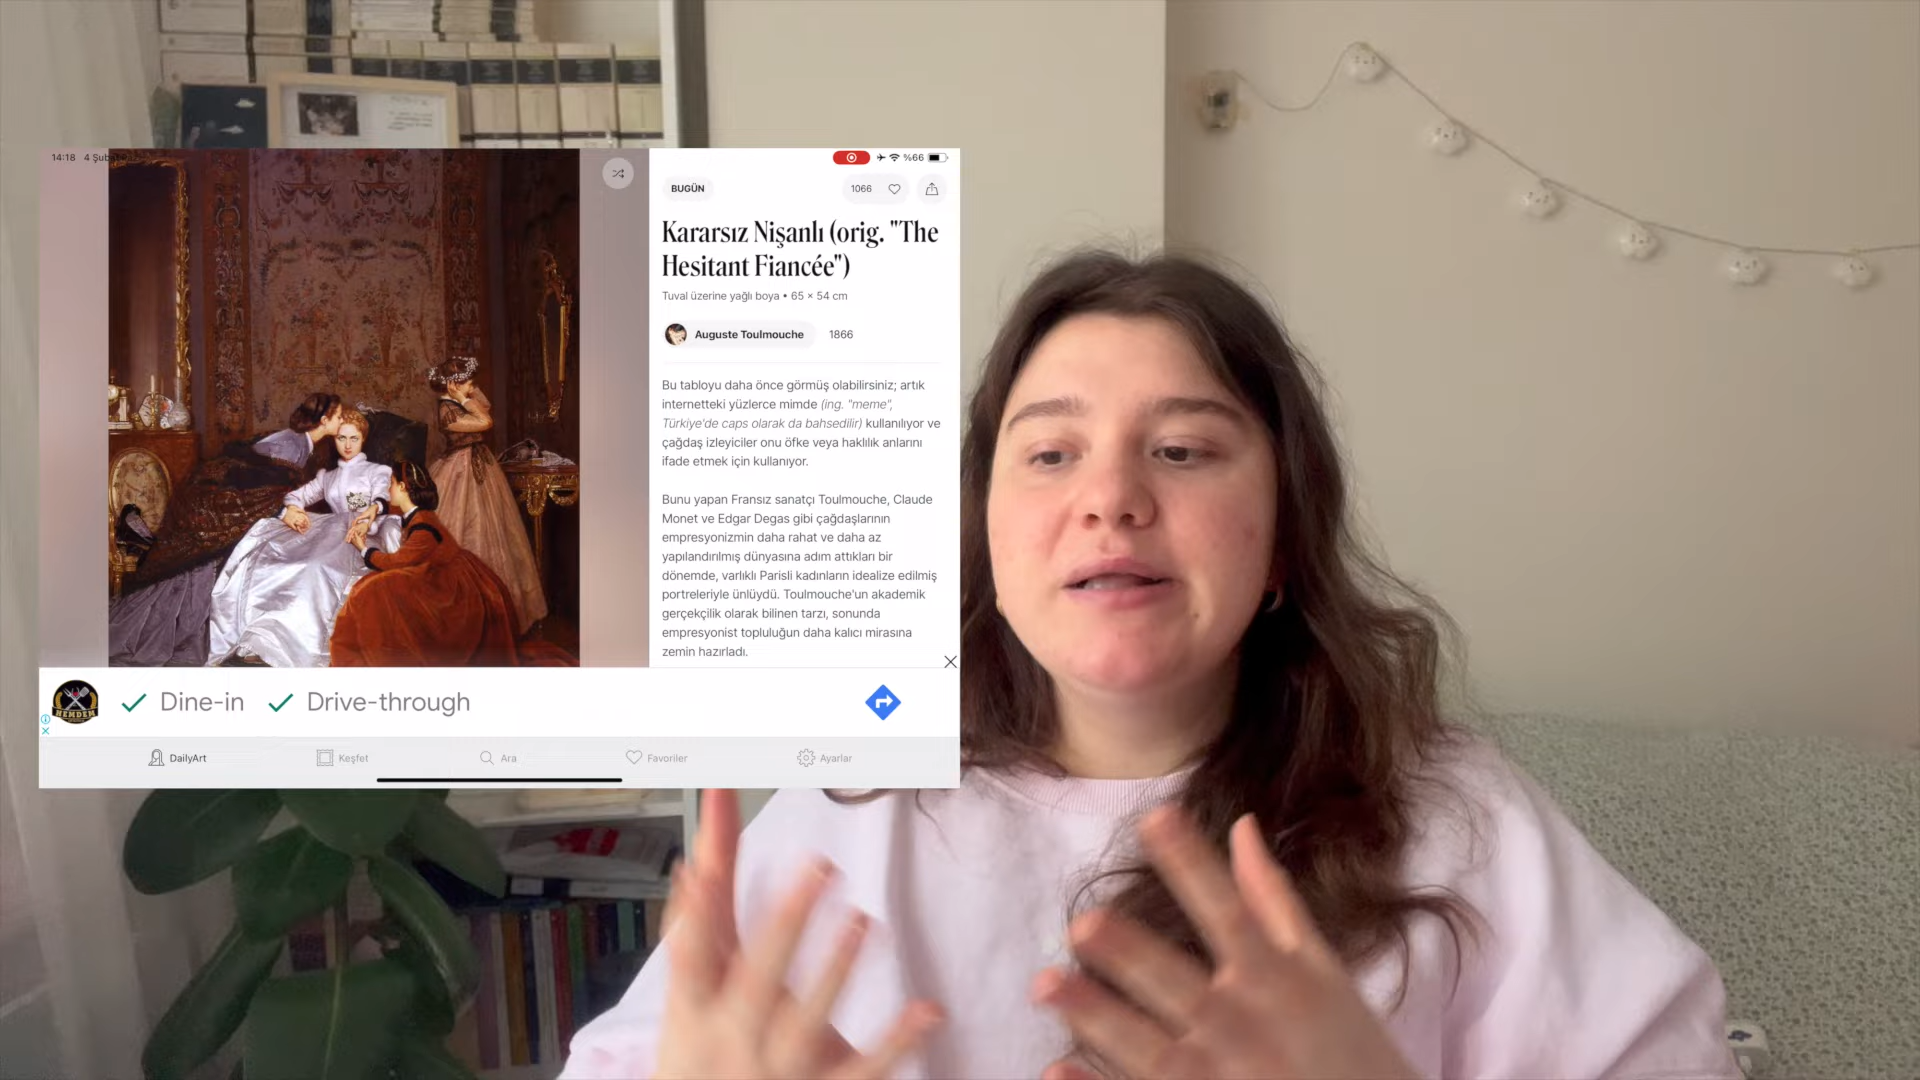 14:18 4 Şub
%66
BUGÜN
1066
Kararsız Nişanlı (orig. "The
Hesitant Fiancée")
Tuval üzerine yağlı boya • 65 × 54 cm
Auguste Toulmouche 1866
Bu tabloyu daha önce görmüş olabilirsiniz; artık
internetteki yüzlerce mimde (ing. "meme",
Türkiye'de caps olarak da bahsedilir) kullanılıyor ve
çağdaş izleyiciler onu öfke veya haklılık anlarını
ifade etmek için kullanıyor.
Bunu yapan Fransız sanatçı Toulmouche, Claude
Monet ve Edgar Degas gibi çağdaşlarının
empresyonizmin daha rahat ve daha az
yapılandırılmış dünyasına adım attıkları bir
dönemde, varlıklı Parisli kadınların idealize edilmiş
portreleriyle ünlüydü. Toulmouche'un akademik
gerçekçilik olarak bilinen tarzı, sonunda
empresyonist topluluğun daha kalıcı mirasına
zemin hazırladı.
HEMDEM
Dine-in Drive-through
DailyArt Keşfet Ara Favoriler Ayarlar